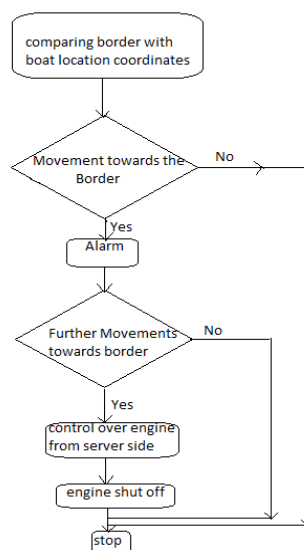 comparing border with
boat location coordinates
Movement towards the
Border
No
Yes
Alarm
Further Movements
towards border
No
Yes
control over engine
from server side
engine shut off
stop